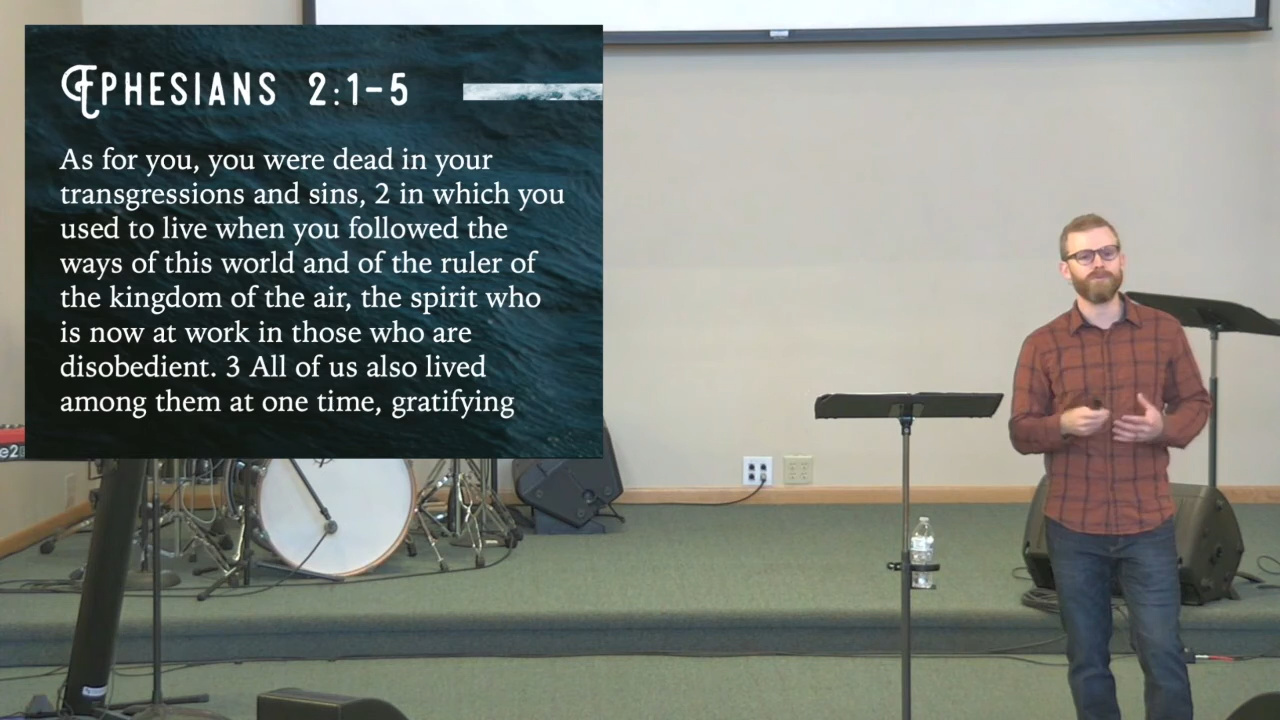 EPHESIANS 2:1-5
As for you, you were dead in your
transgressions and sins, 2 in which you
used to live when you followed the
ways of this world and of the ruler of
the kingdom of the air, the spirit who
is now at work in those who are
disobedient. 3 All of us also lived
among them at one time, gratifying
e2